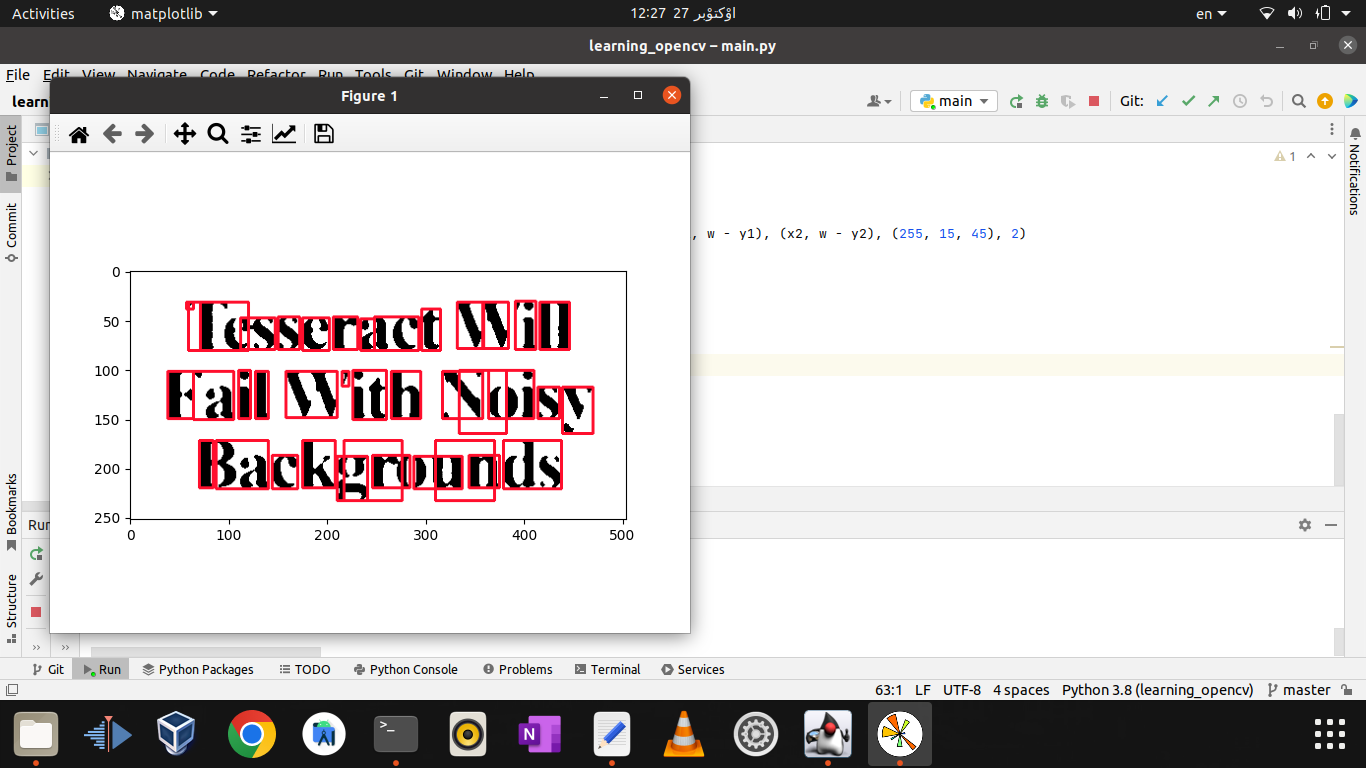 Activities
matplotlib
12:27 27 اوْکتوْبر
en
learning_opencv – main.py
File Edit View Navigate Code Refactor Run Tools Git Window Help
learn
main
Git:
Figure 1
Project
Commit
Bookmarks
Structure
Notifications
1
, w - y1), (x2, w - y2), (255, 15, 45), 2)
0
50
100
150
200
250
0 100 200 300 400 500
Tesseract Will
Fail With Noisy
Backgrounds
Run
Git Run Python Packages TODO Python Console Problems Terminal Services
63:1 LF UTF-8 4 spaces Python 3.8 (learning_opencv) master
>_
N